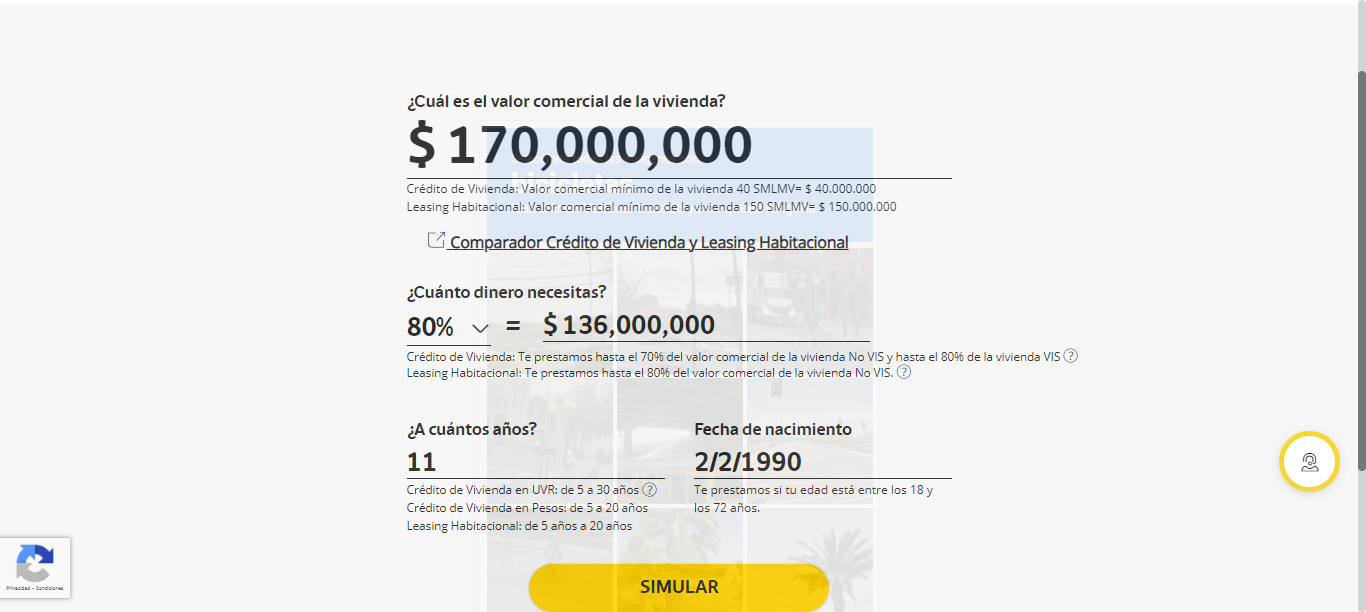 ¿Cuál es el valor comercial de la vivienda?
$ 170,000,000
bicicletas
Crédito de Vivienda: Valor comercial mínimo de la vivienda 40 SMLMV= $ 40.000.000
Leasing Habitacional: Valor comercial mínimo de la vivienda 150 SMLMV= $ 150.000.000
Comparador Crédito de Vivienda y Leasing Habitacional
¿Cuánto dinero necesitas?
80% = $ 136,000,000
Crédito de Vivienda: Te prestamos hasta el 70% del valor comercial de la vivienda No VIS y hasta el 80% de la vivienda VIS ?
Leasing Habitacional: Te prestamos hasta el 80% del valor comercial de la vivienda No VIS. ?
¿A cuántos años?
11
Crédito de Vivienda en UVR: de 5 a 30 años ?
Crédito de Vivienda en Pesos: de 5 a 20 años
Leasing Habitacional: de 5 años a 20 años
Fecha de nacimiento
2/2/1990
Te prestamos si tu edad está entre los 18 y
los 72 años.
SIMULAR
Privacidad - Condiciones